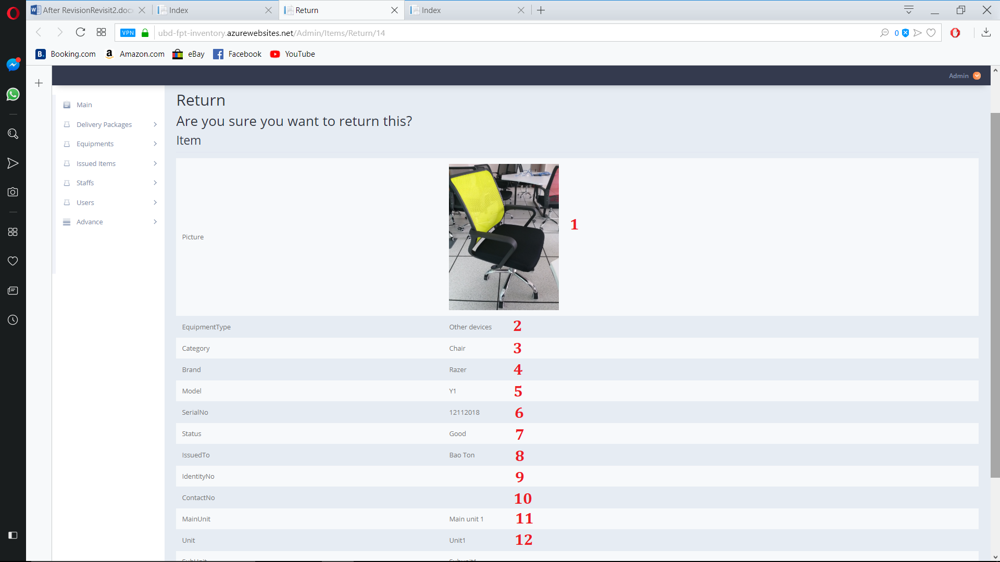 After RevisionRevisit2.docx
Index
Return
Index
VPN
ubd-fpt-inventory.azurewebsites.net/Admin/Items/Return/14
0
B. Booking.com
a Amazon.com
eBay
Facebook
YouTube
Admin
Main
Delivery Packages
Equipments
Issued Items
Staffs
Users
Advance
Return
Are you sure you want to return this?
Item
Picture 1
EquipmentType Other devices 2
Category Chair 3
Brand Razer 4
Model Y1 5
SerialNo 12112018 6
Status Good 7
IssuedTo Bao Ton 8
IdentityNo 9
ContactNo 10
MainUnit Main unit 1 11
Unit Unit1 12